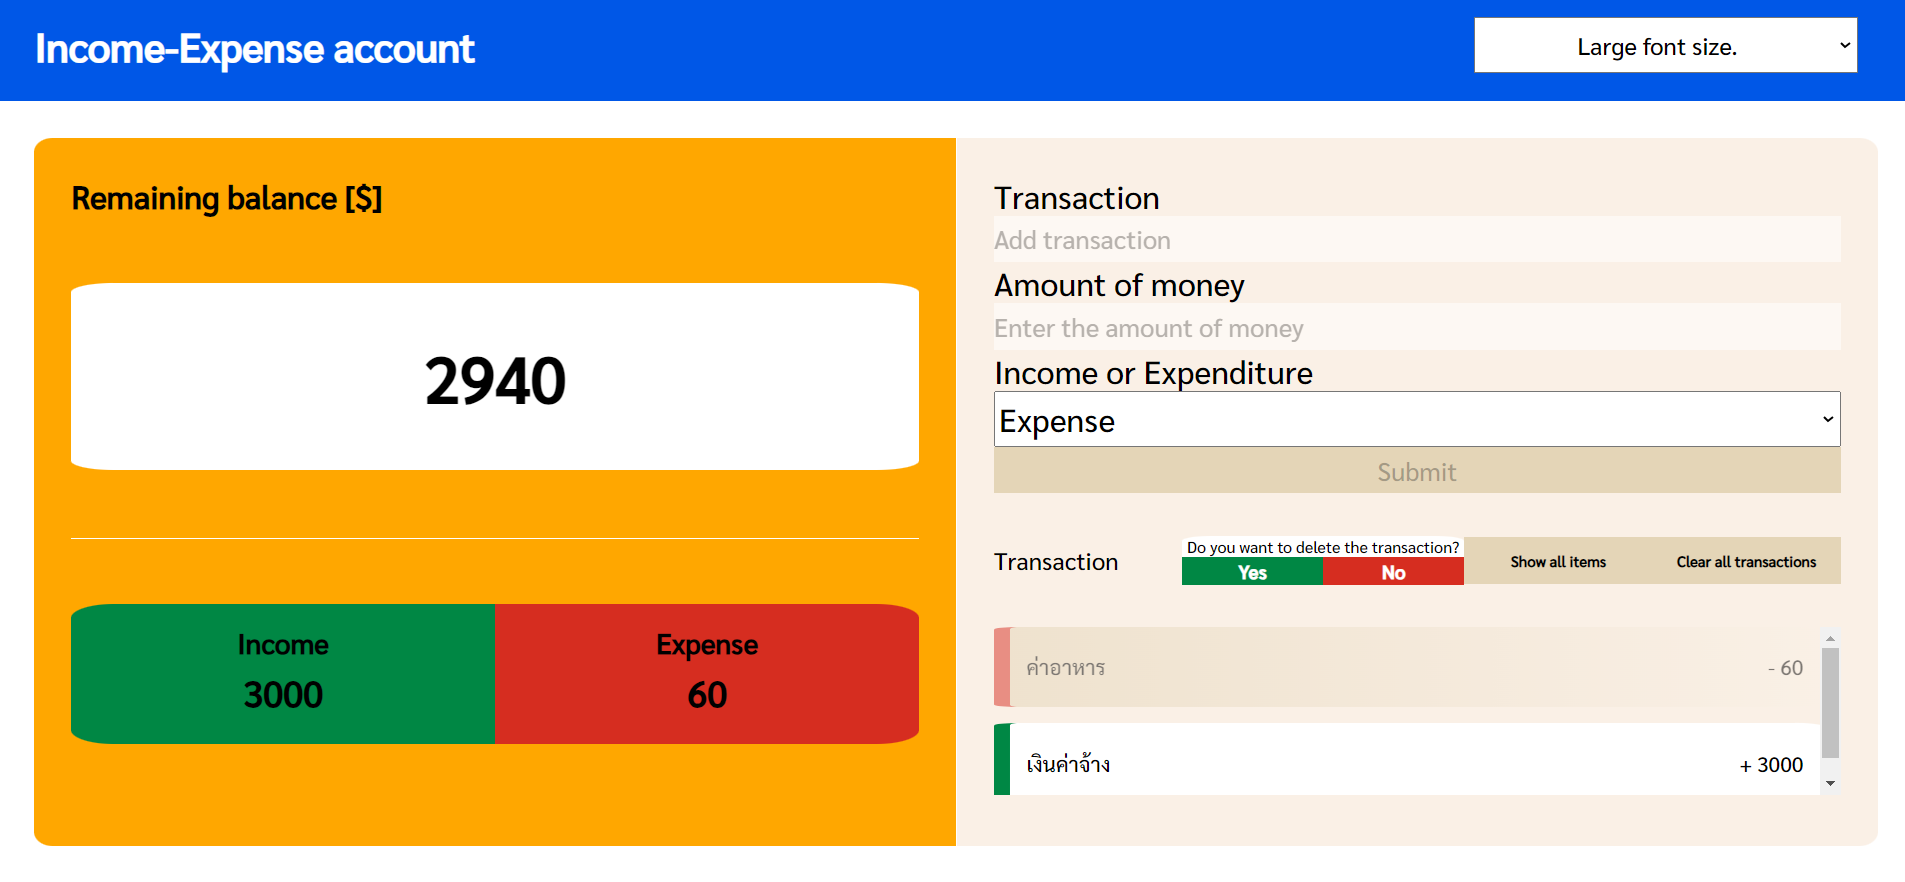 Income-Expense account
Large font size.
Remaining balance [$]
2940
Income
3000
Expense
60
Transaction
Add transaction
Amount of money
Enter the amount of money
Income or Expenditure
Expense
Submit
Transaction
Do you want to delete the transaction?
Yes
No
Show all items
Clear all transactions
ค่าอาหาร
- 60
เงินค่าจ้าง
+ 3000